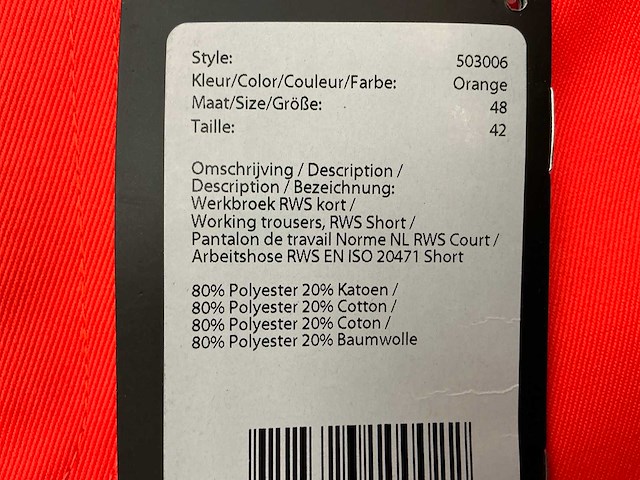 Style: 503006
Kleur/Color/Couleur/Farbe: Orange
Maat/Size/Größe: 48
Taille: 42
Omschrijving / Description /
Description / Bezeichnung:
Werkbroek RWS kort /
Working trousers, RWS Short /
Pantalon de travail Norme NL RWS Court /
Arbeitshose RWS EN ISO 20471 Short
80% Polyester 20% Katoen /
80% Polyester 20% Cotton /
80% Polyester 20% Coton /
80% Polyester 20% Baumwolle